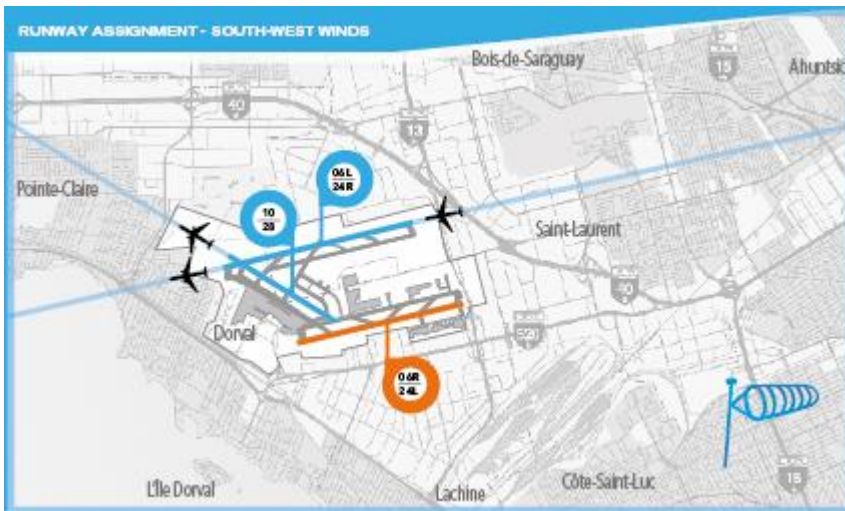 RUNWAY ASSIGNMENT - SOUTH-WEST WINDS
Bois-de-Saraguay
15
Ahuntsic
40
13
Pointe-Claire
06L
24R
10
28
Saint-Laurent
40
Dorval
520
06R
24L
L'Île Dorval
Lachine
Côte-Saint-Luc
15